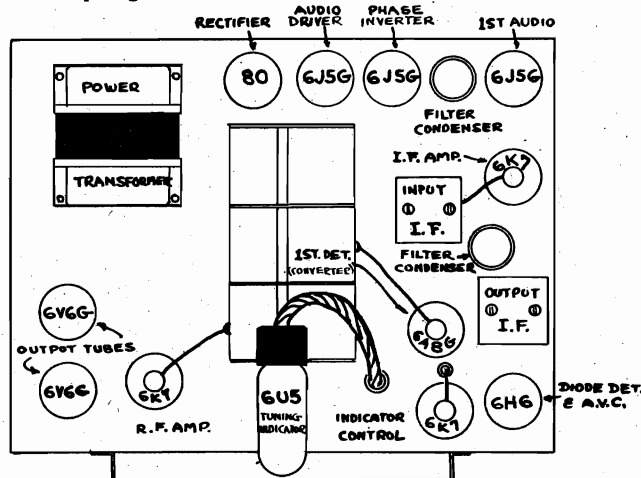 RECTIFIER
AUDIO
DRIVER
PHASE
INVERTER
1ST AUDIO
80
6J5G
6J5G
6J5G
POWER
TRANSFORMER
FILTER
CONDENSER
I.F. AMP.
6K7
INPUT
I.F.
1ST. DET.
(CONVERTER)
FILTER
CONDENSER
OUTPUT
I.F.
6V6G
OUTPUT TUBES
6V6G
6K7
R.F. AMP.
6A8G
6U5
TUNING
INDICATOR
INDICATOR
CONTROL
6K7
6H6
DIODE DET.
& A.V.C.